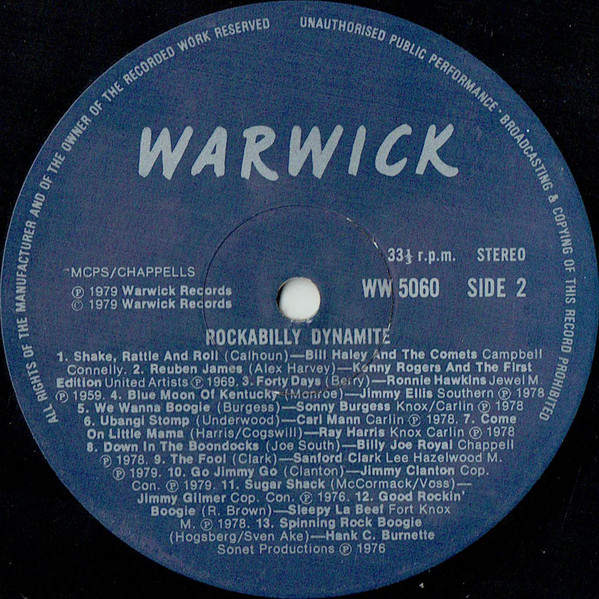 ALL RIGHTS OF THE MANUFACTURER AND OF THE OWNER OF THE RECORDED WORK RESERVED
UNAUTHORISED PUBLIC PERFORMANCE · BROADCASTING & COPYING OF THIS RECORD PROHIBITED
WARWICK
33⅓ r.p.m. STEREO
MCPS/CHAPPELLS
℗ 1979 Warwick Records
© 1979 Warwick Records
WW 5060 SIDE 2
ROCKABILLY DYNAMITE
1. Shake, Rattle And Roll (Calhoun)—Bill Haley And The Comets Campbell
Connelly. 2. Reuben James (Alex Harvey)—Kenny Rogers And The First
Edition United Artists ℗ 1969. 3. Forty Days (Berry)—Ronnie Hawkins Jewel M.
℗ 1959. 4. Blue Moon Of Kentucky (Monroe)—Jimmy Ellis Southern ℗ 1978
5. We Wanna Boogie (Burgess)—Sonny Burgess Knox/Carlin ℗ 1978
6. Ubangi Stomp (Underwood)—Carl Mann Carlin ℗ 1978. 7. Come
On Little Mama (Harris/Cogswill)—Ray Harris Knox/Carlin ℗ 1978
8. Down In The Boondocks (Joe South)—Billy Joe Royal Chappell
℗ 1978. 9. The Fool (Clark)—Sanford Clark Lee Hazelwood M.
℗ 1979. 10. Go Jimmy Go (Clanton)—Jimmy Clanton Cop.
Con. ℗ 1979. 11. Sugar Shack (McCormack/Voss)—
Jimmy Gilmer Cop. Con. ℗ 1976. 12. Good Rockin'
Boogie (R. Brown)—Sleepy La Beef Fort Knox
M. ℗ 1978. 13. Spinning Rock Boogie
(Hogsberg/Sven Ake)—Hank C. Burnette
Sonet Productions ℗ 1976